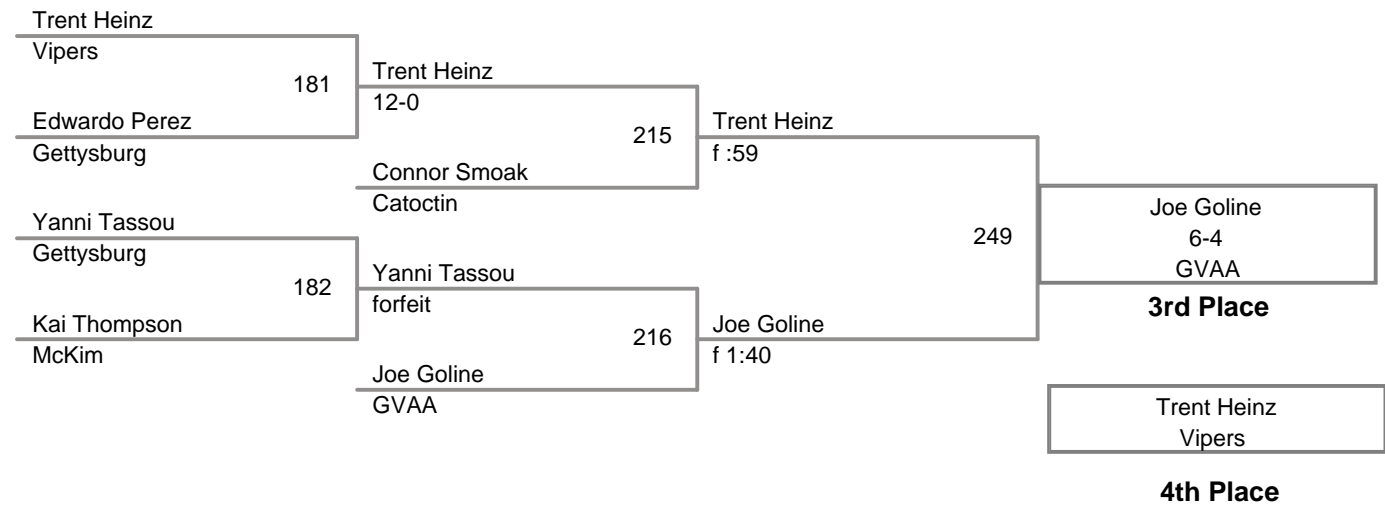 Trent Heinz
Vipers
181
Edwardo Perez
Gettysburg
Yanni Tassou
Gettysburg
182
Kai Thompson
McKim
Trent Heinz
12-0
215
Connor Smoak
Catoctin
Yanni Tassou
forfeit
216
Joe Goline
GVAA
Trent Heinz
f :59
249
Joe Goline
f 1:40
Joe Goline
6-4
GVAA
3rd Place
Trent Heinz
Vipers
4th Place